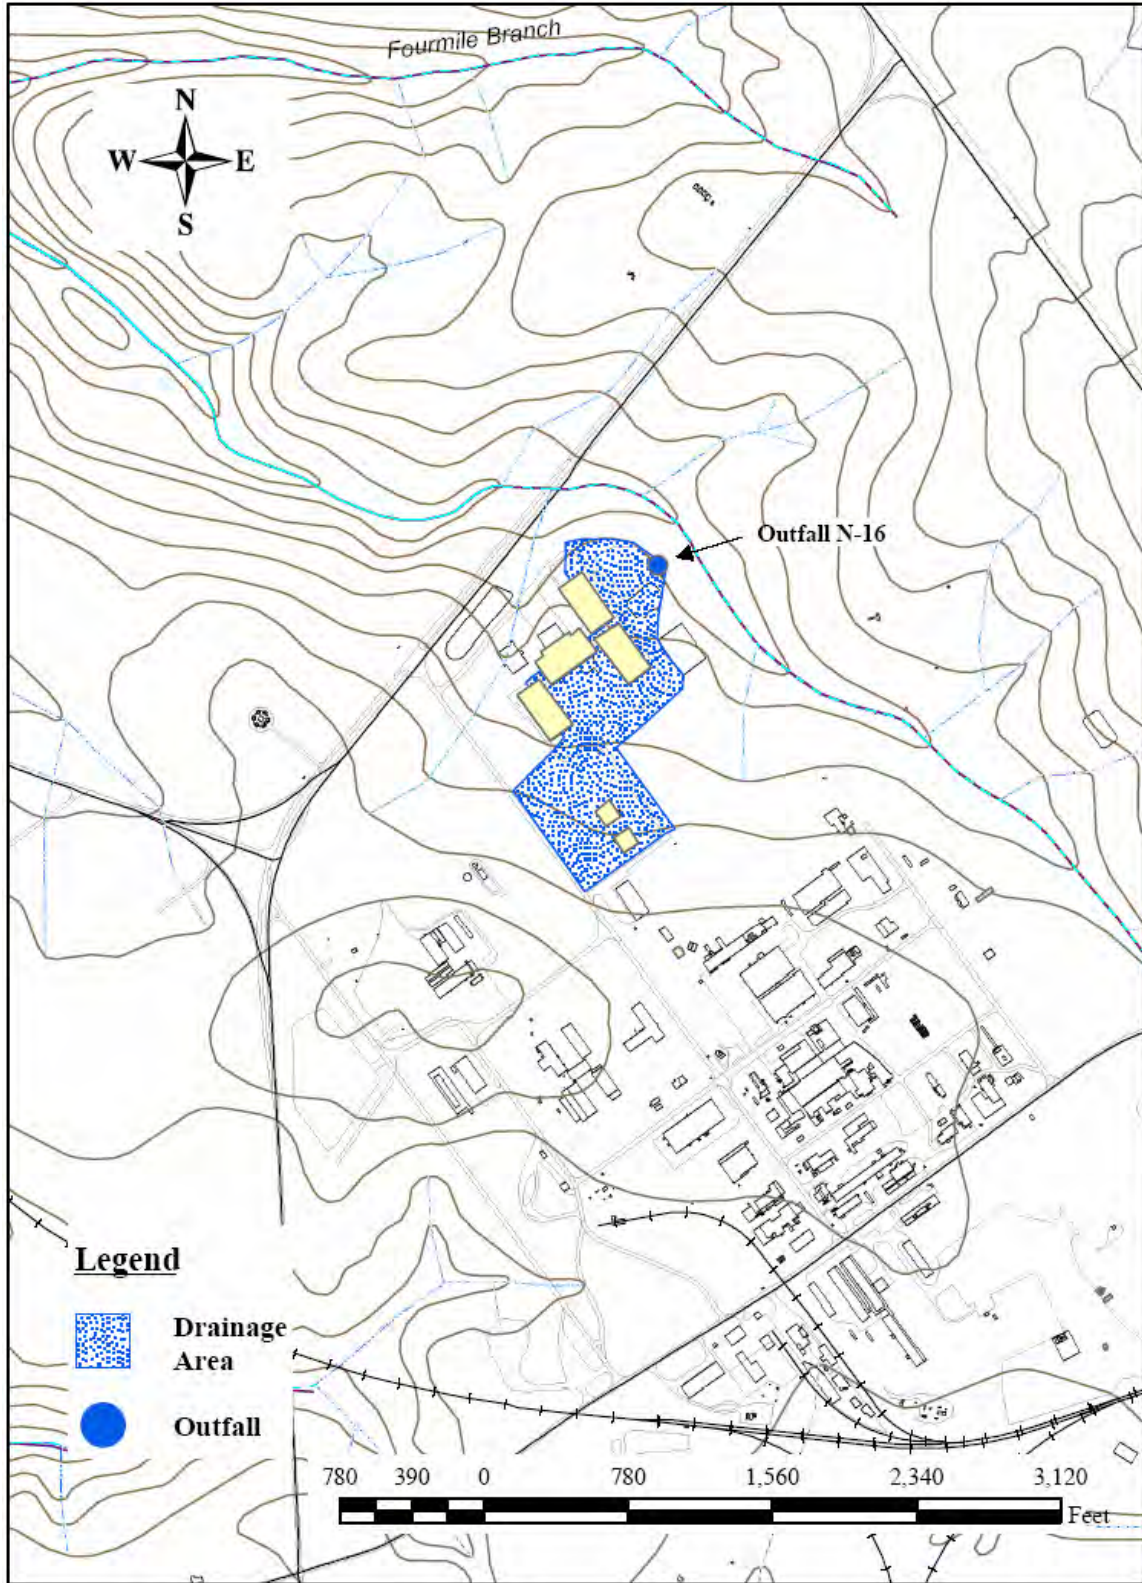 Fourmile Branch
N
W E
S
Outfall N-16
Legend
Drainage
Area
Outfall
780 390 0 780 1,560 2,340 3,120
Feet